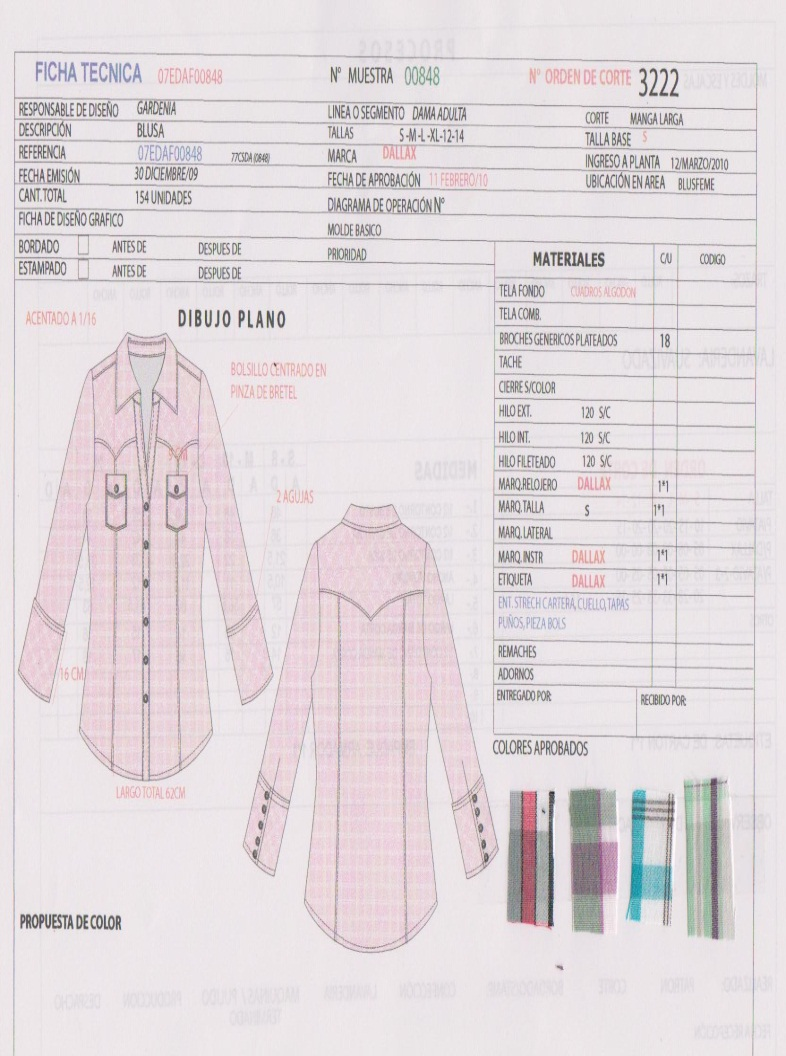 FICHA TECNICA 07EDAF00848 Nº MUESTRA 00848 Nº ORDEN DE CORTE 3222
RESPONSABLE DE DISEÑO GARDENIA LINEA O SEGMENTO DAMA ADULTA CORTE MANGA LARGA
DESCRIPCIÓN BLUSA TALLAS S -M -L -XL-12-14 TALLA BASE S
REFERENCIA 07EDAF00848 77CSDA (0848) MARCA DALLAX INGRESO A PLANTA 12/MARZO/2010
FECHA EMISIÓN 30 DICIEMBRE/09 FECHA DE APROBACIÓN 11 FEBRERO/10 UBICACIÓN EN AREA BLUSFEME
CANT.TOTAL 154 UNIDADES DIAGRAMA DE OPERACIÓN Nº
FICHA DE DISEÑO GRAFICO MOLDE BASICO
BORDADO ANTES DE DESPUES DE PRIORIDAD
ESTAMPADO ANTES DE DESPUES DE
MATERIALES C/U CODIGO
TELA FONDO CUADROS ALGODON
TELA COMB.
BROCHES GENERICOS PLATEADOS 18
TACHE
CIERRE S/COLOR
HILO EXT. 120 S/C
HILO INT. 120 S/C
HILO FILETEADO 120 S/C
MARQ.RELOJERO DALLAX 1*1
MARQ.TALLA S 1*1
MARQ. LATERAL
MARQ. INSTR DALLAX 1*1
ETIQUETA DALLAX 1*1
ENT. STRECH CARTERA, CUELLO, TAPAS
PUÑOS, PIEZA BOLS
REMACHES
ADORNOS
ENTREGADO POR: RECIBIDO POR:
COLORES APROBADOS
ACENTADO A 1/16
DIBUJO PLANO
BOLSILLO CENTRADO EN
PINZA DE BRETEL
2 AGUJAS
16 CM
LARGO TOTAL 62CM
PROPUESTA DE COLOR